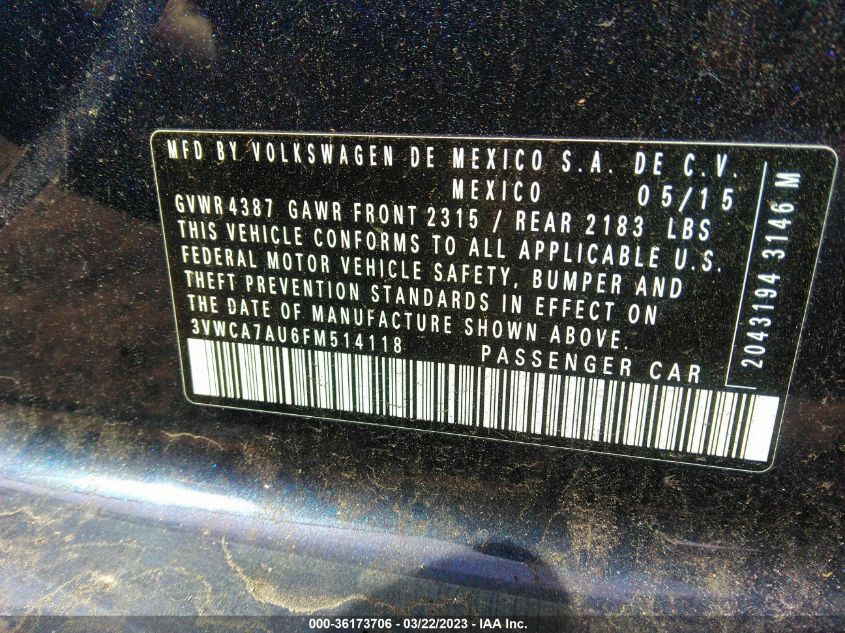 MFD BY VOLKSWAGEN DE MEXICO S.A. DE C.V.
MEXICO 05/15
GVWR 4387 GAWR FRONT 2315 / REAR 2183 LBS
THIS VEHICLE CONFORMS TO ALL APPLICABLE U.S.
FEDERAL MOTOR VEHICLE SAFETY, BUMPER AND
THEFT PREVENTION STANDARDS IN EFFECT ON
THE DATE OF MANUFACTURE SHOWN ABOVE.
3VWCA7AU6FM514118 PASSENGER CAR
2043194 3146 M
000-36173706 - 03/22/2023 - IAA Inc.